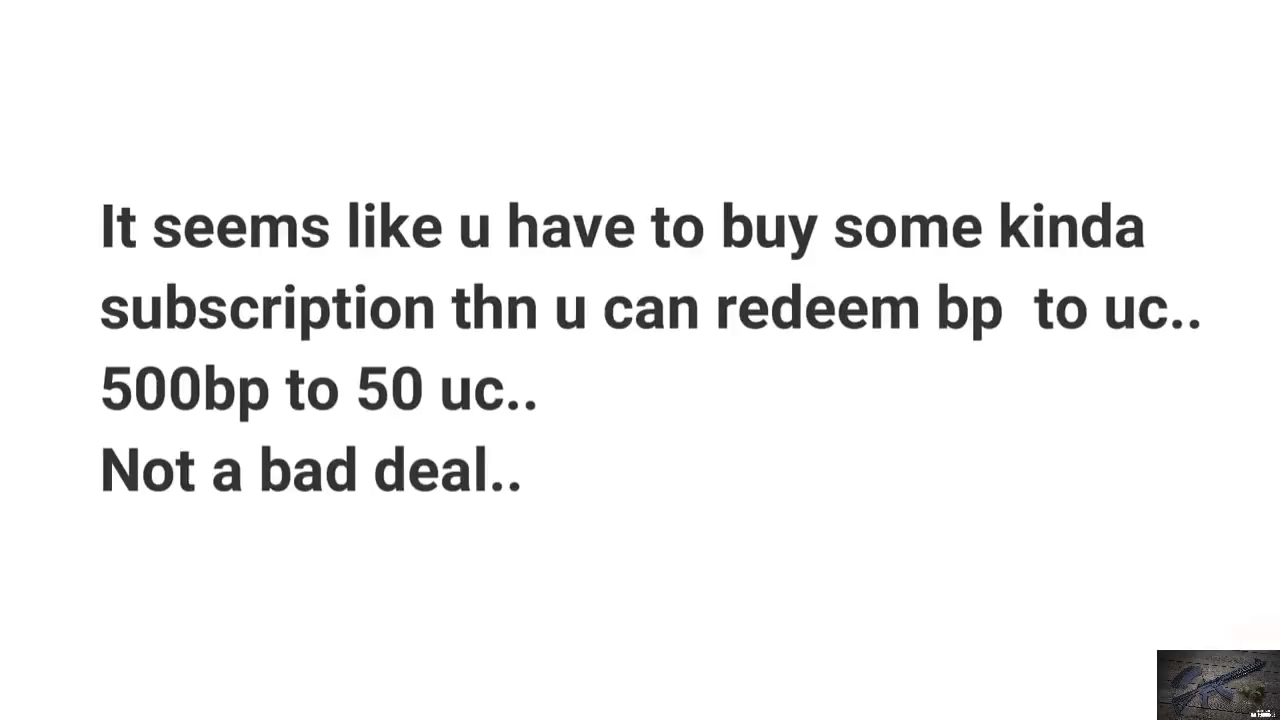 It seems like u have to buy some kinda
subscription thn u can redeem bp  to uc..
500bp to 50 uc..
Not a bad deal..